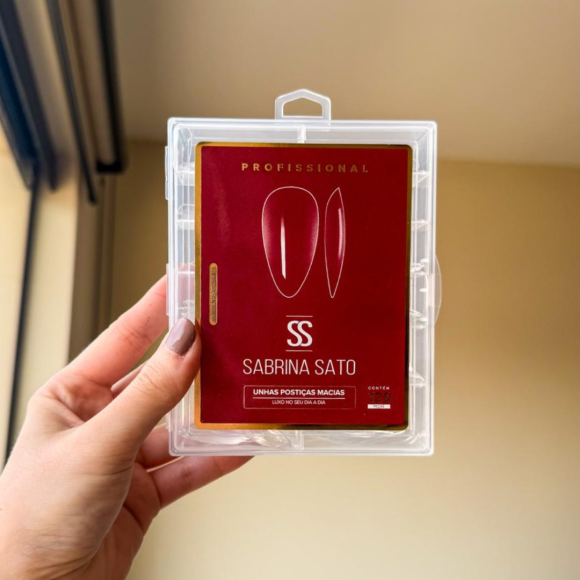 PROFISSIONAL
SS
SABRINA SATO
UNHAS POSTIÇAS MACIAS
LUXO NO SEU DIA A DIA
CONTÉM